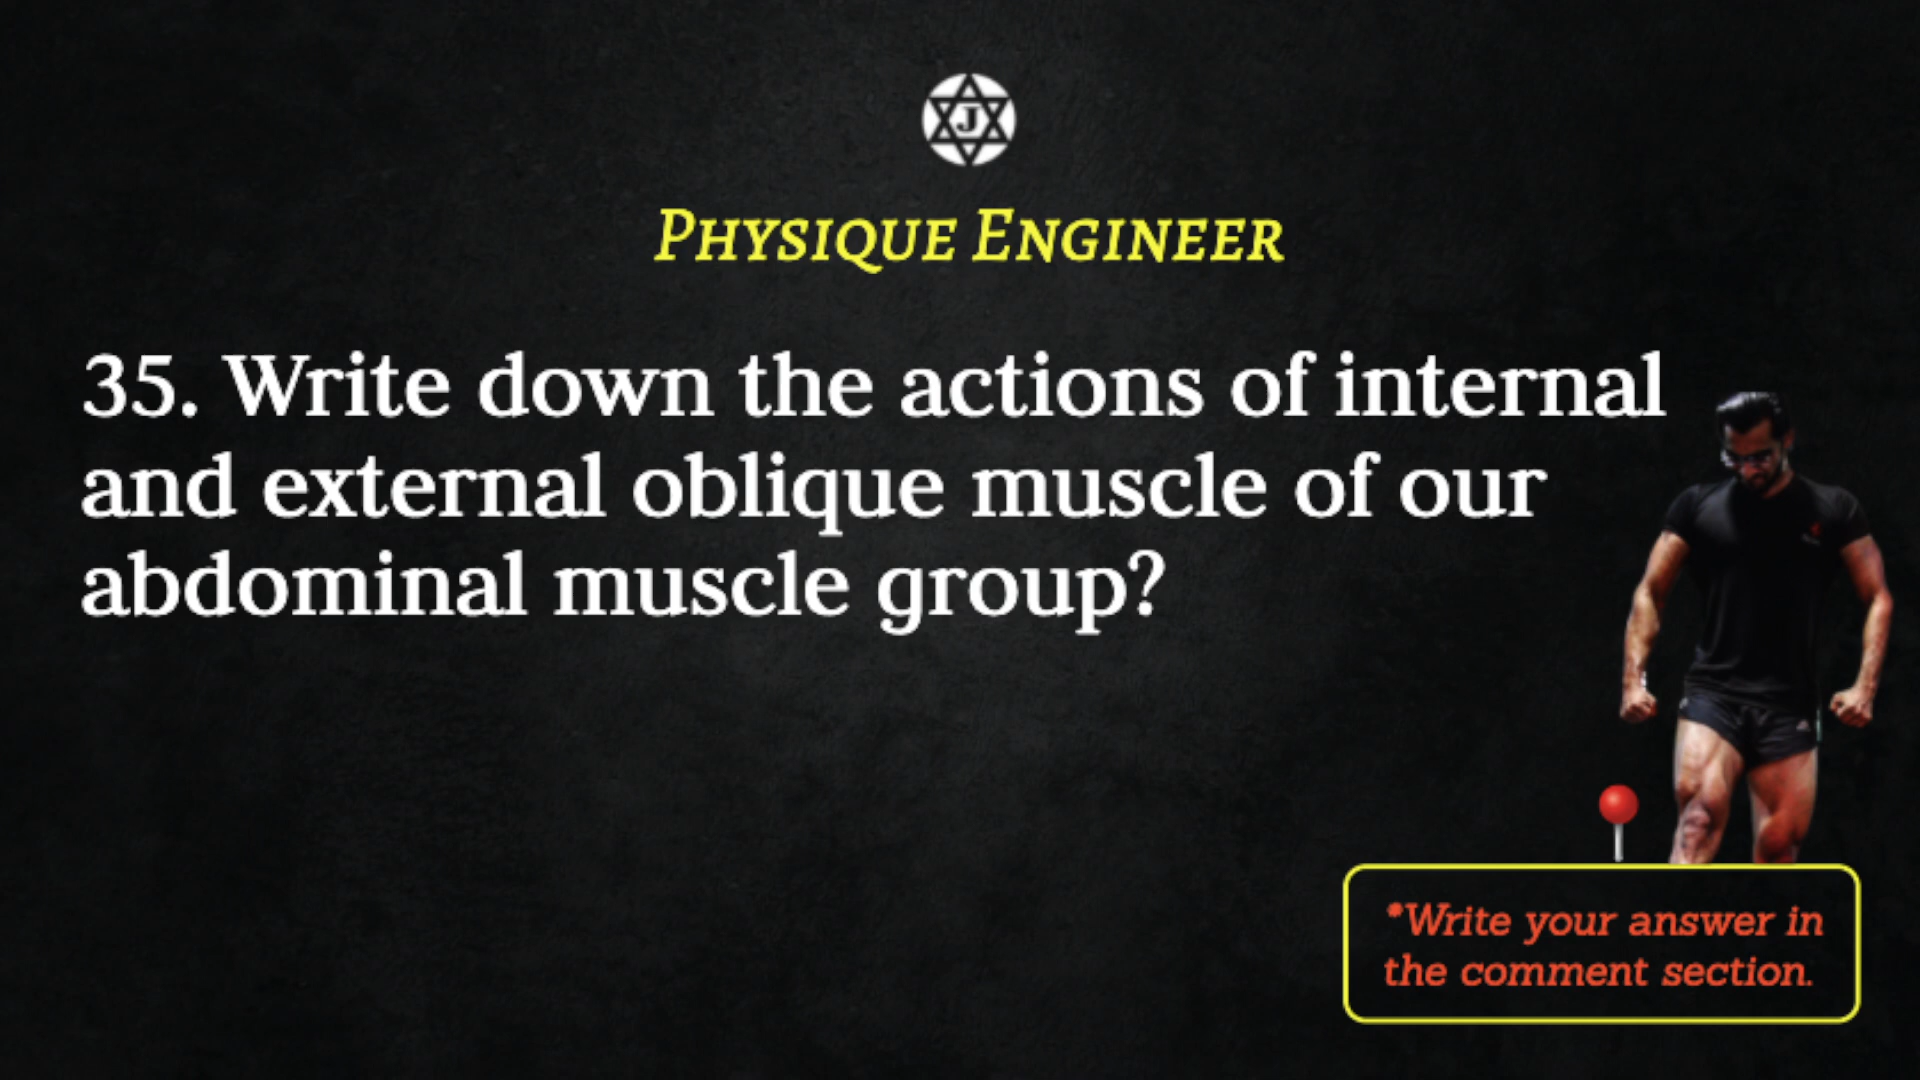 J
PHYSIQUE ENGINEER
35. Write down the actions of internal
and external oblique muscle of our
abdominal muscle group?
*Write your answer in
the comment section.